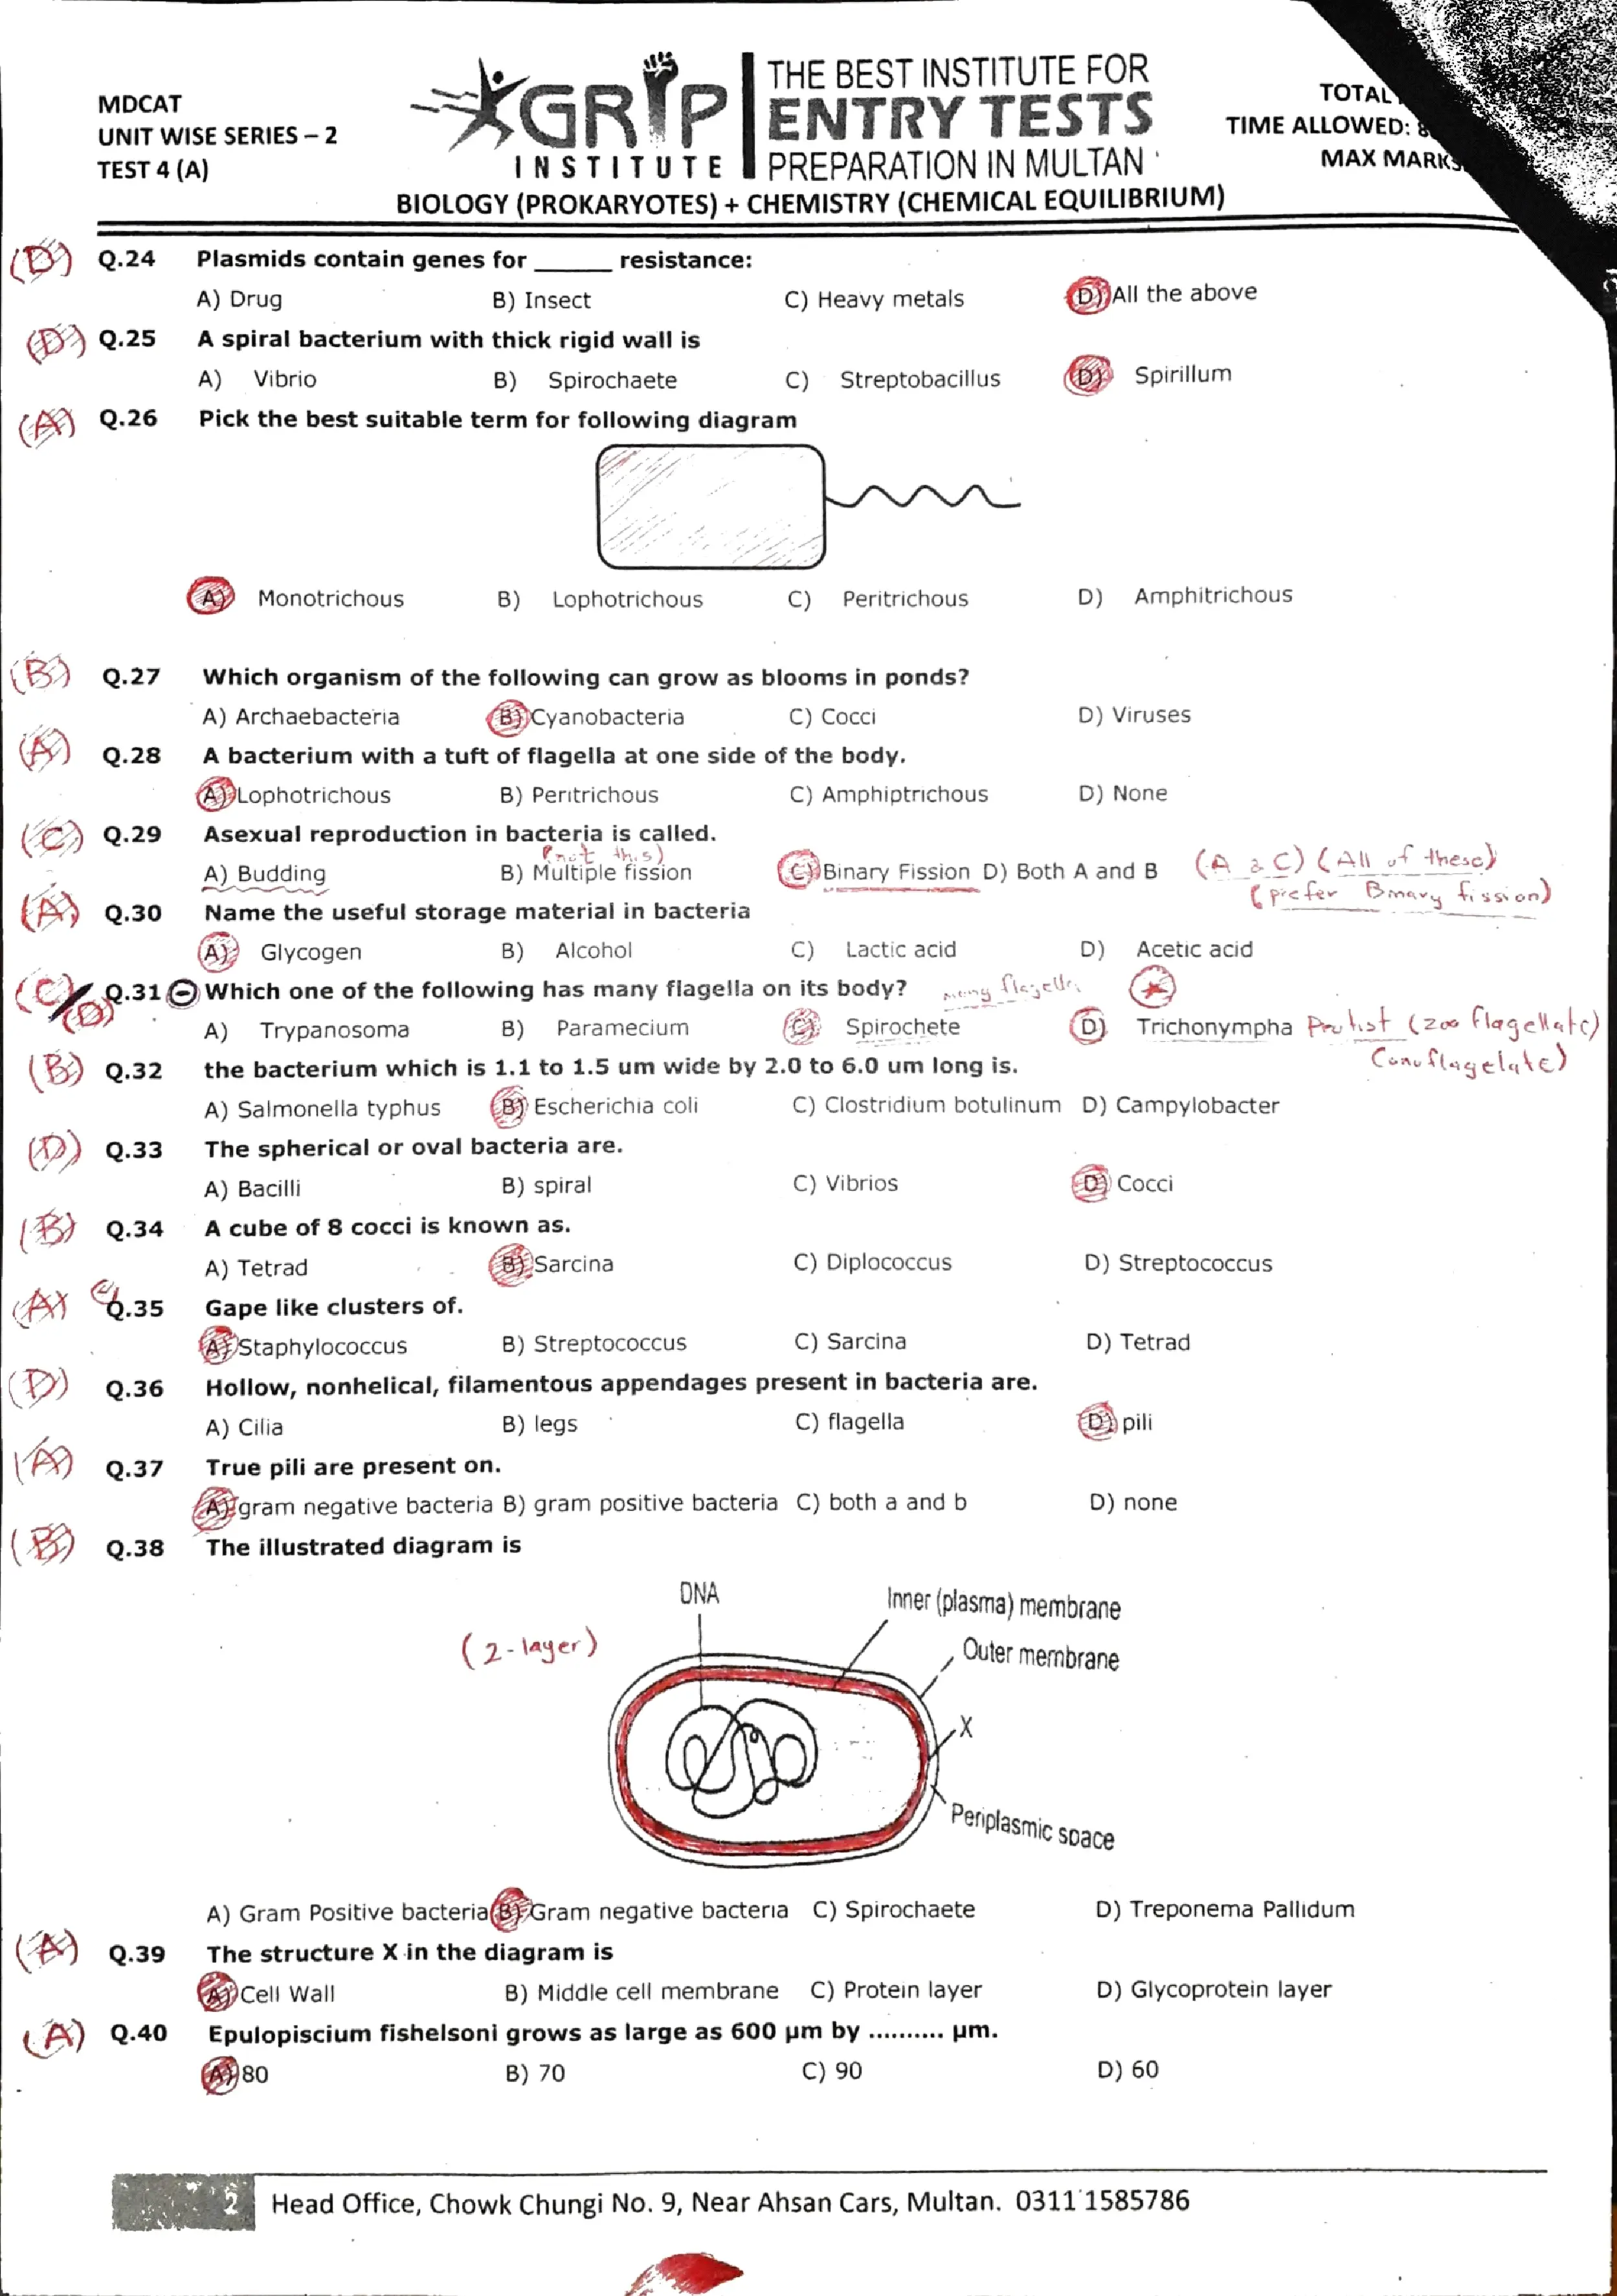 MDCAT
UNIT WISE SERIES – 2
TEST 4 (A)
GRIP
INSTITUTE
THE BEST INSTITUTE FOR
ENTRY TESTS
PREPARATION IN MULTAN
TOTAL
TIME ALLOWED:
MAX MARKS
BIOLOGY (PROKARYOTES) + CHEMISTRY (CHEMICAL EQUILIBRIUM)
(D) Q.24 Plasmids contain genes for ______ resistance:
A) Drug B) Insect C) Heavy metals D) All the above
(D) Q.25 A spiral bacterium with thick rigid wall is
A) Vibrio B) Spirochaete C) Streptobacillus D) Spirillum
(A) Q.26 Pick the best suitable term for following diagram
A) Monotrichous B) Lophotrichous C) Peritrichous D) Amphitrichous
(B) Q.27 Which organism of the following can grow as blooms in ponds?
A) Archaebacteria B) Cyanobacteria C) Cocci D) Viruses
(A) Q.28 A bacterium with a tuft of flagella at one side of the body.
A) Lophotrichous B) Peritrichous C) Amphiptrichous D) None
(C) Q.29 Asexual reproduction in bacteria is called.
(not this)
A) Budding B) Multiple fission C) Binary Fission D) Both A and B (A & C) (All of these)
(prefer Binary fission)
(A) Q.30 Name the useful storage material in bacteria
A) Glycogen B) Alcohol C) Lactic acid D) Acetic acid
(C) Q.31 Which one of the following has many flagella on its body? many flagella
(D) A) Trypanosoma B) Paramecium C) Spirochete D) Trichonympha Protist (zoo flagellate)
(B) Q.32 the bacterium which is 1.1 to 1.5 um wide by 2.0 to 6.0 um long is.
A) Salmonella typhus B) Escherichia coli C) Clostridium botulinum D) Campylobacter
(D) Q.33 The spherical or oval bacteria are.
A) Bacilli B) spiral C) Vibrios D) Cocci
(B) Q.34 A cube of 8 cocci is known as.
A) Tetrad B) Sarcina C) Diplococcus D) Streptococcus
(A) Q.35 Gape like clusters of.
A) Staphylococcus B) Streptococcus C) Sarcina D) Tetrad
(D) Q.36 Hollow, nonhelical, filamentous appendages present in bacteria are.
A) Cilia B) legs C) flagella D) pili
(A) Q.37 True pili are present on.
A) gram negative bacteria B) gram positive bacteria C) both a and b D) none
(B) Q.38 The illustrated diagram is
DNA
Inner (plasma) membrane
(2-layer)
Outer membrane
X
Periplasmic space
A) Gram Positive bacteria B) Gram negative bacteria C) Spirochaete D) Treponema Pallidum
(A) Q.39 The structure X in the diagram is
A) Cell Wall B) Middle cell membrane C) Protein layer D) Glycoprotein layer
(A) Q.40 Epulopiscium fishelsoni grows as large as 600 µm by .......... µm.
A) 80 B) 70 C) 90 D) 60
2 Head Office, Chowk Chungi No. 9, Near Ahsan Cars, Multan. 0311 1585786